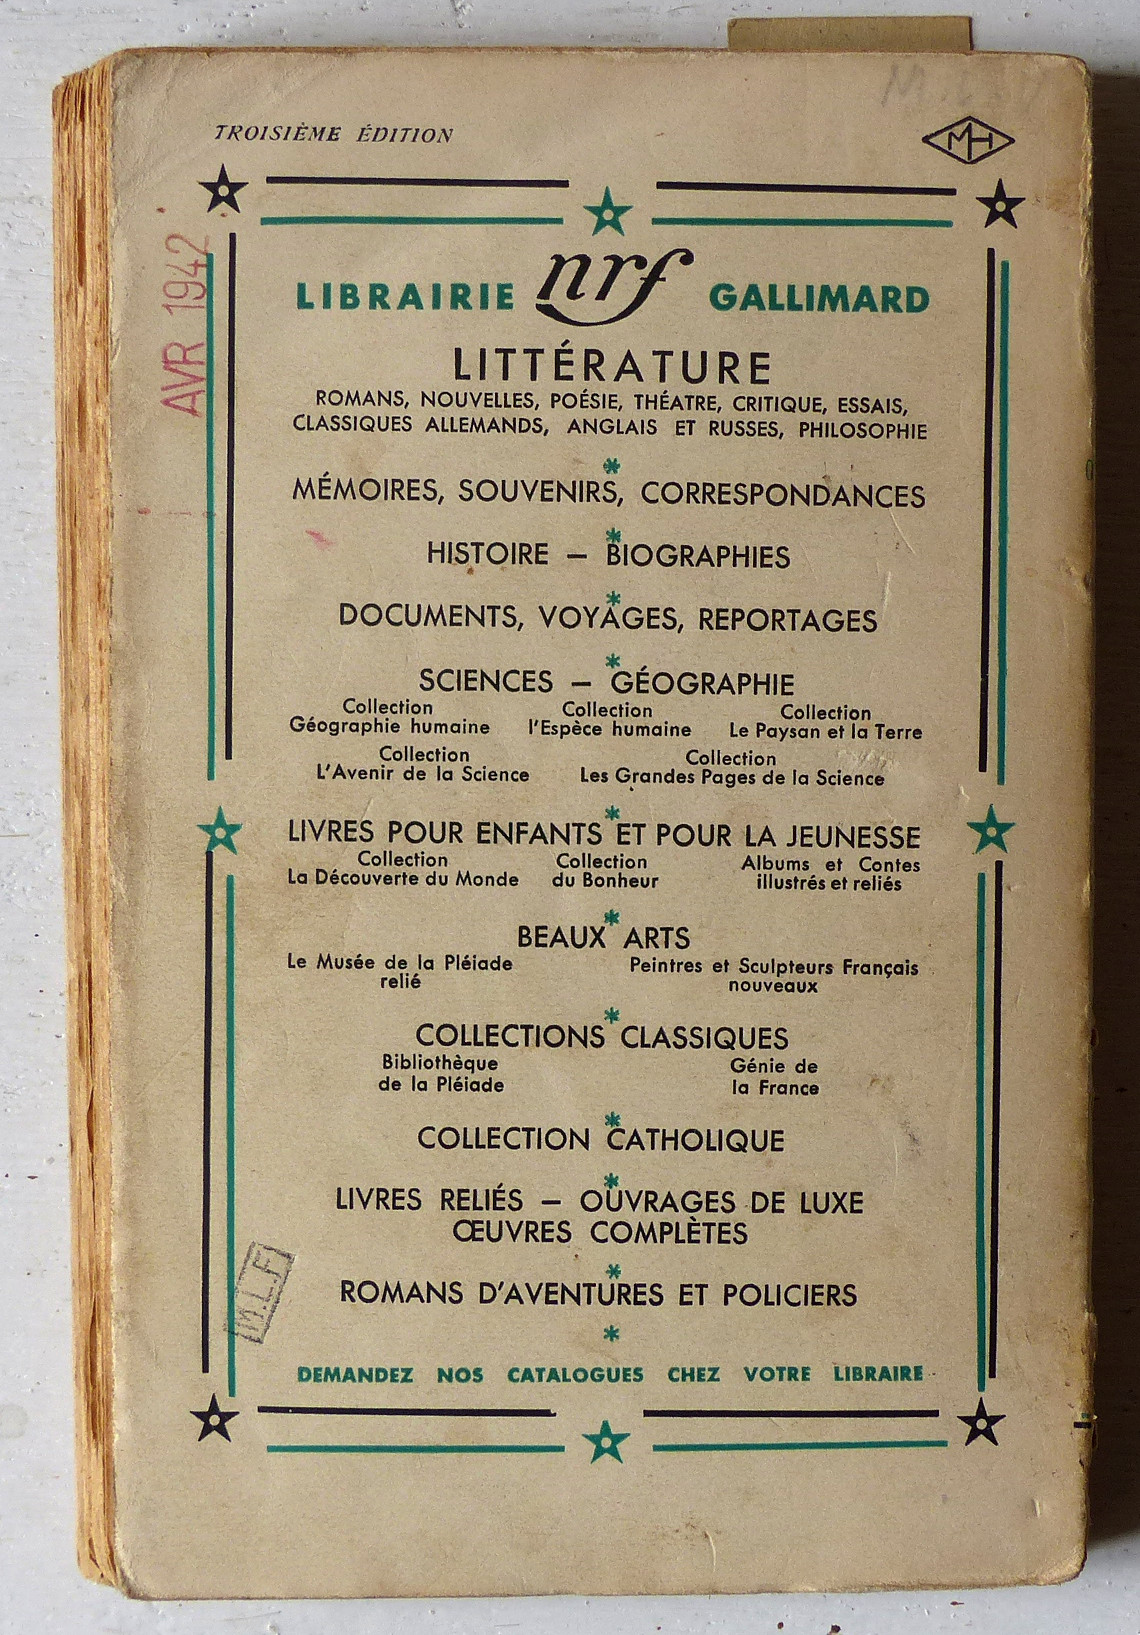 TROISIÈME ÉDITION
MH
AVR 1942
nrf
LIBRAIRIE GALLIMARD
LITTÉRATURE
ROMANS, NOUVELLES, POÉSIE, THÉATRE, CRITIQUE, ESSAIS,
CLASSIQUES ALLEMANDS, ANGLAIS ET RUSSES, PHILOSOPHIE
*
MÉMOIRES, SOUVENIRS, CORRESPONDANCES
*
HISTOIRE – BIOGRAPHIES
*
DOCUMENTS, VOYAGES, REPORTAGES
*
SCIENCES – GÉOGRAPHIE
Collection Collection Collection
Géographie humaine l'Espèce humaine Le Paysan et la Terre
Collection Collection
L'Avenir de la Science Les Grandes Pages de la Science
*
LIVRES POUR ENFANTS ET POUR LA JEUNESSE
Collection Collection Albums et Contes
La Découverte du Monde du Bonheur illustrés et reliés
*
BEAUX ARTS
Le Musée de la Pléiade Peintres et Sculpteurs Français
relié nouveaux
*
COLLECTIONS CLASSIQUES
Bibliothèque Génie de
de la Pléiade la France
*
COLLECTION CATHOLIQUE
*
LIVRES RELIÉS – OUVRAGES DE LUXE
ŒUVRES COMPLÈTES
*
ROMANS D'AVENTURES ET POLICIERS
*
M.L.F
DEMANDEZ NOS CATALOGUES CHEZ VOTRE LIBRAIRE